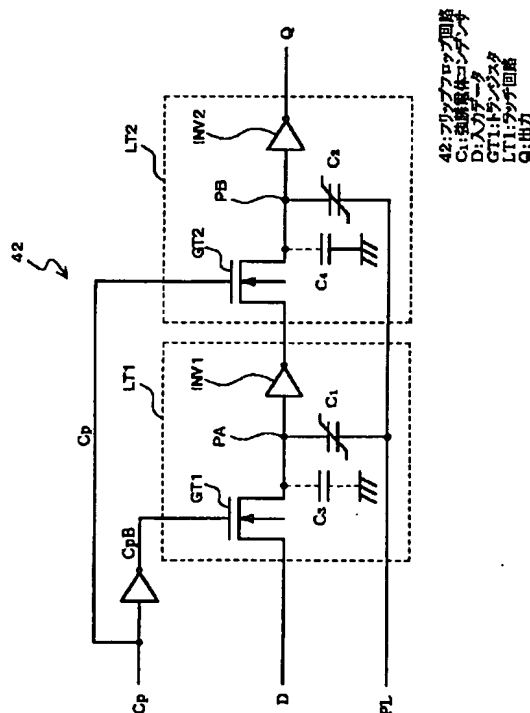 42
Cp
CpB
Cp
LT1
LT2
GT1
PA
INV1
GT2
PB
INV2
Q
D
C3
C1
C4
C2
PL
42:フリップフロップ回路
C1:強誘電体コンデンサ
D:入力データ
GT1:トランジスタ
LT1:ラッチ回路
Q:出力